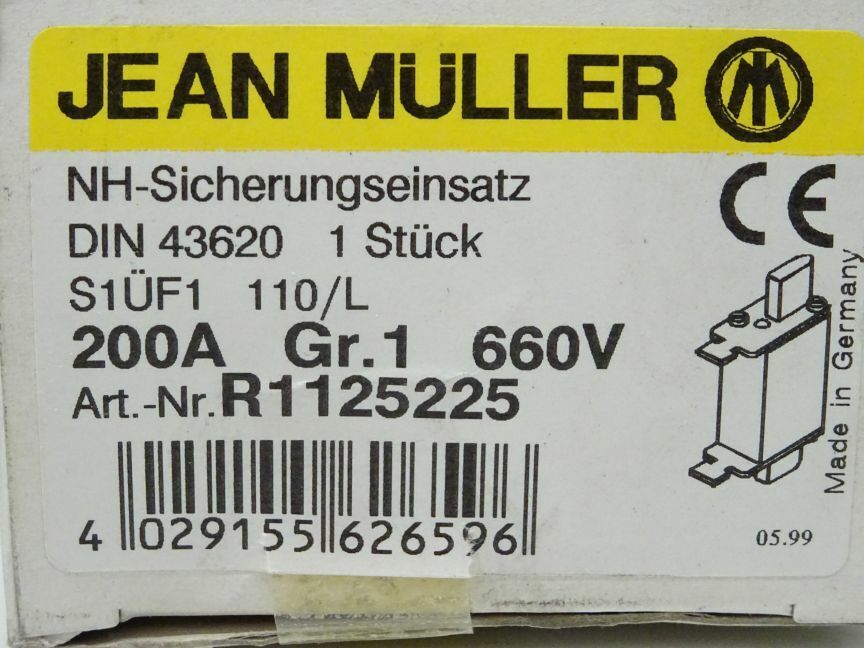 JEAN MÜLLER
NH-Sicherungseinsatz
DIN 43620 1 Stück
S1ÜF1 110/L
200A Gr.1 660V
Art.-Nr. R1125225
4 029155 626596
CE
Made in Germany
05.99